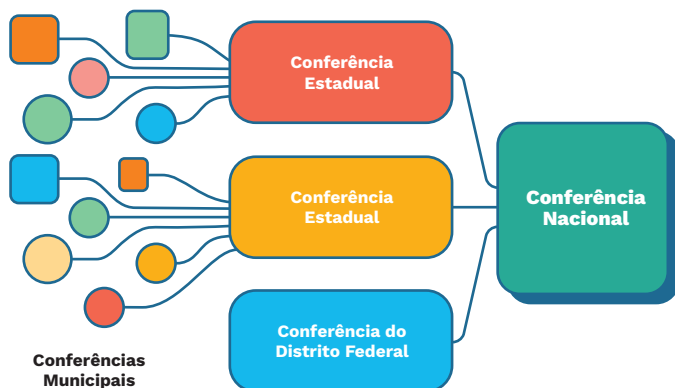 Conferência
Estadual
Conferência
Estadual
Conferência
Nacional
Conferência do
Distrito Federal
Conferências
Municipais